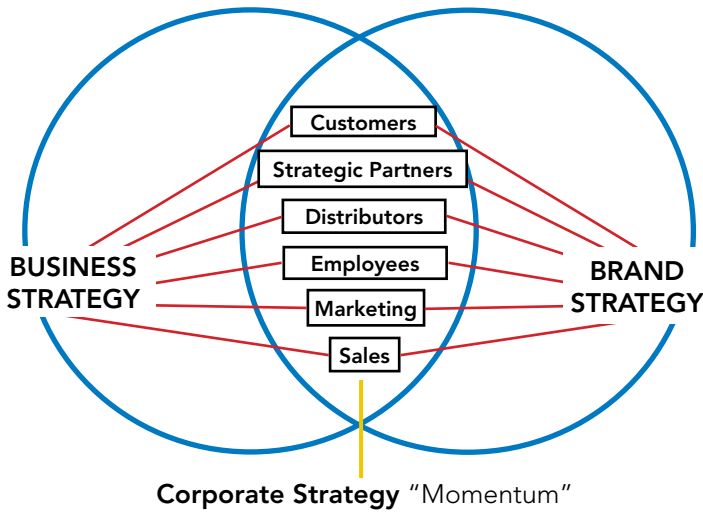 Customers
Strategic Partners
Distributors
Employees
Marketing
Sales
BUSINESS
STRATEGY
BRAND
STRATEGY
Corporate Strategy “Momentum”